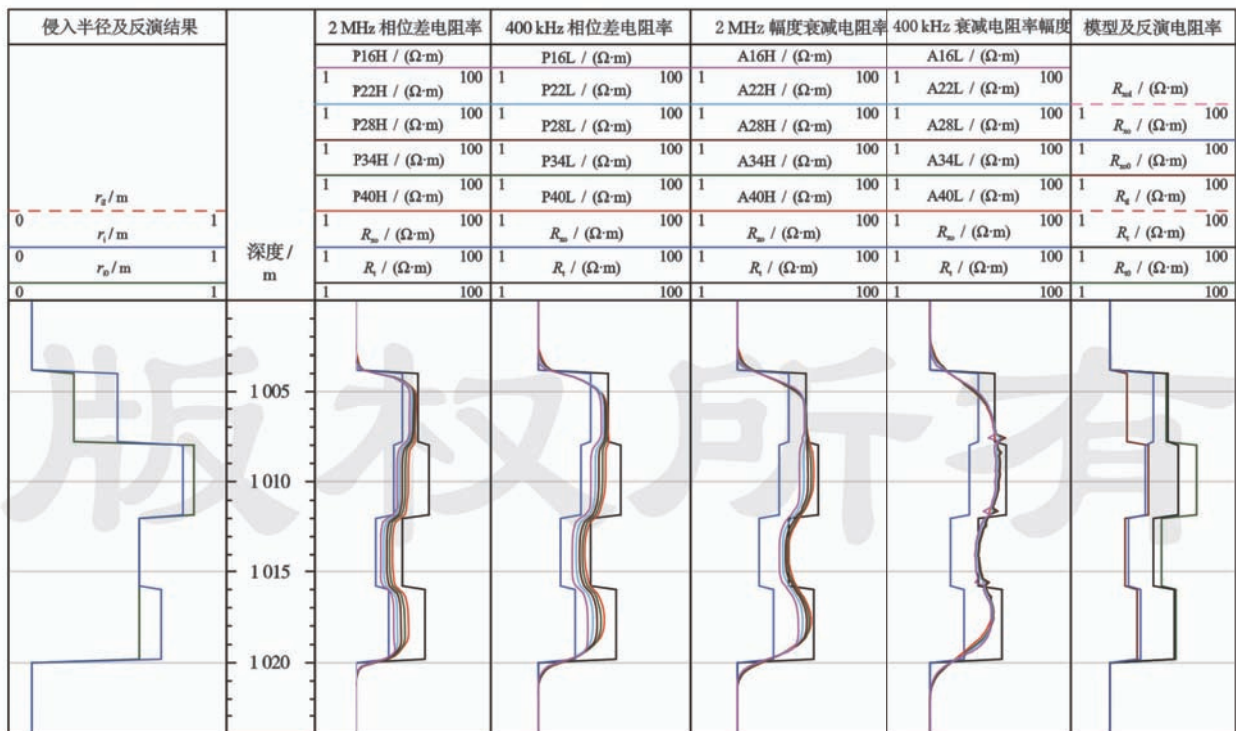 侵入半径及反演结果
2 MHz 相位差电阻率
400 kHz 相位差电阻率
2 MHz 幅度衰减电阻率
400 kHz 衰减电阻率幅度
模型及反演电阻率
P16H / (Ω·m)
P16L / (Ω·m)
A16H / (Ω·m)
A16L / (Ω·m)
1 100
1 100
1 100
1 100
P22H / (Ω·m)
P22L / (Ω·m)
A22H / (Ω·m)
A22L / (Ω·m)
/ (Ω·m)
1 100
1 100
1 100
1 100
1 100
P28H / (Ω·m)
P28L / (Ω·m)
A28H / (Ω·m)
A28L / (Ω·m)
Rxo / (Ω·m)
1 100
1 100
1 100
1 100
1 100
P34H / (Ω·m)
P34L / (Ω·m)
A34H / (Ω·m)
A34L / (Ω·m)
Rxo0 / (Ω·m)
1 100
1 100
1 100
1 100
1 100
P40H / (Ω·m)
P40L / (Ω·m)
A40H / (Ω·m)
A40L / (Ω·m)
/ (Ω·m)
/ m
0 1
1 100
1 100
1 100
1 100
1 100
ri / m
Rxo / (Ω·m)
Rxo / (Ω·m)
Rxo / (Ω·m)
Rxo / (Ω·m)
Rt / (Ω·m)
0 1
1 100
1 100
1 100
1 100
1 100
ri0 / m
Rt / (Ω·m)
Rt / (Ω·m)
Rt / (Ω·m)
Rt / (Ω·m)
Rt0 / (Ω·m)
0 1
1 100
1 100
1 100
1 100
1 100
深度 /
m
1 005
1 010
1 015
1 020
版权所有